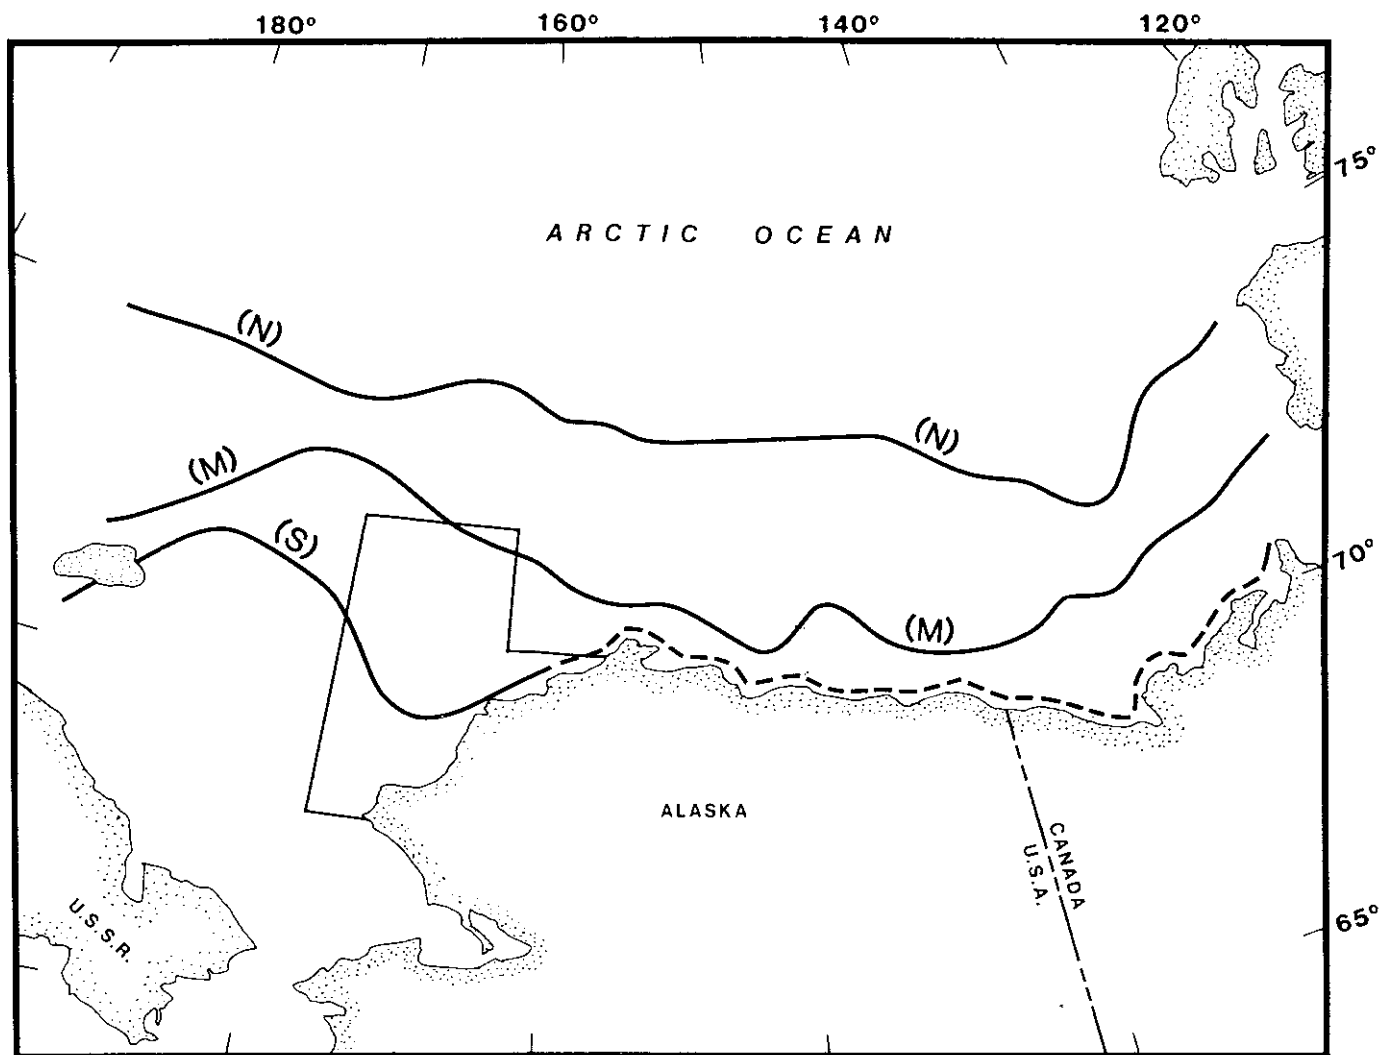 180° 160° 140° 120°
75°
ARCTIC OCEAN
(N)
(N)
(M)
(S)
70°
(M)
ALASKA
CANADA
U.S.A.
U.S.S.R.
65°